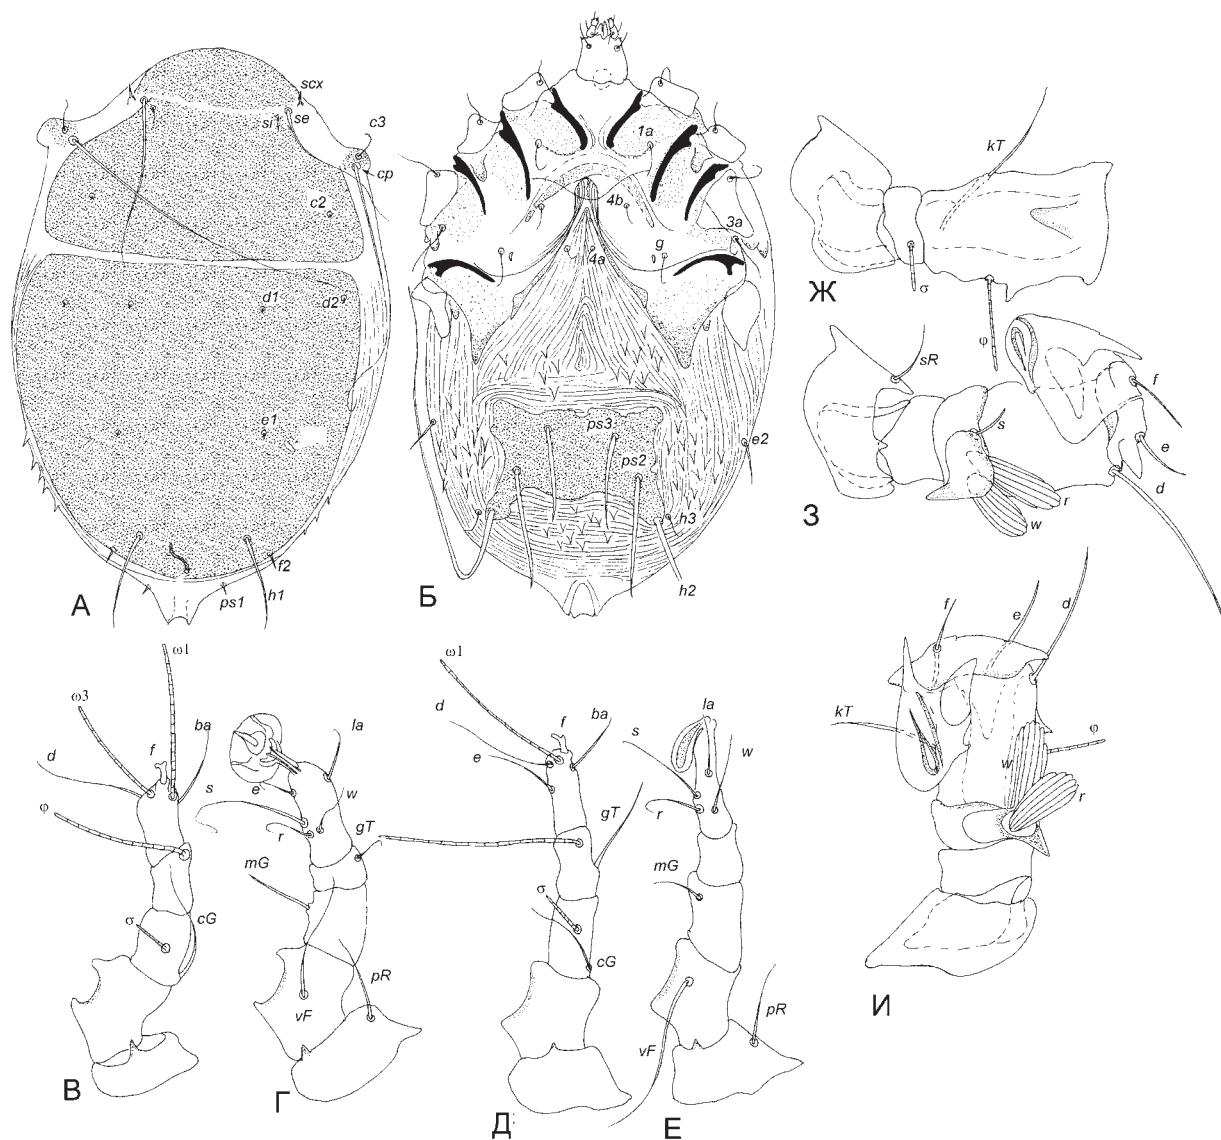 scx
si
se
c3
cp
c2
d1
d2
e1
f2
h1
ps1
А
1a
4b
3a
g
4a
ps3
ps2
e2
h3
h2
Б
kT
σ
φ
Ж
sR
s
f
e
d
r
w
З
ω1
ω3
d
f
ba
φ
σ
cG
В
la
e
s
w
r
gT
mG
pR
vF
Г
ω1
d
f
ba
e
gT
σ
cG
Д
la
s
w
r
mG
vF
pR
Е
f
e
d
kT
φ
w
r
И